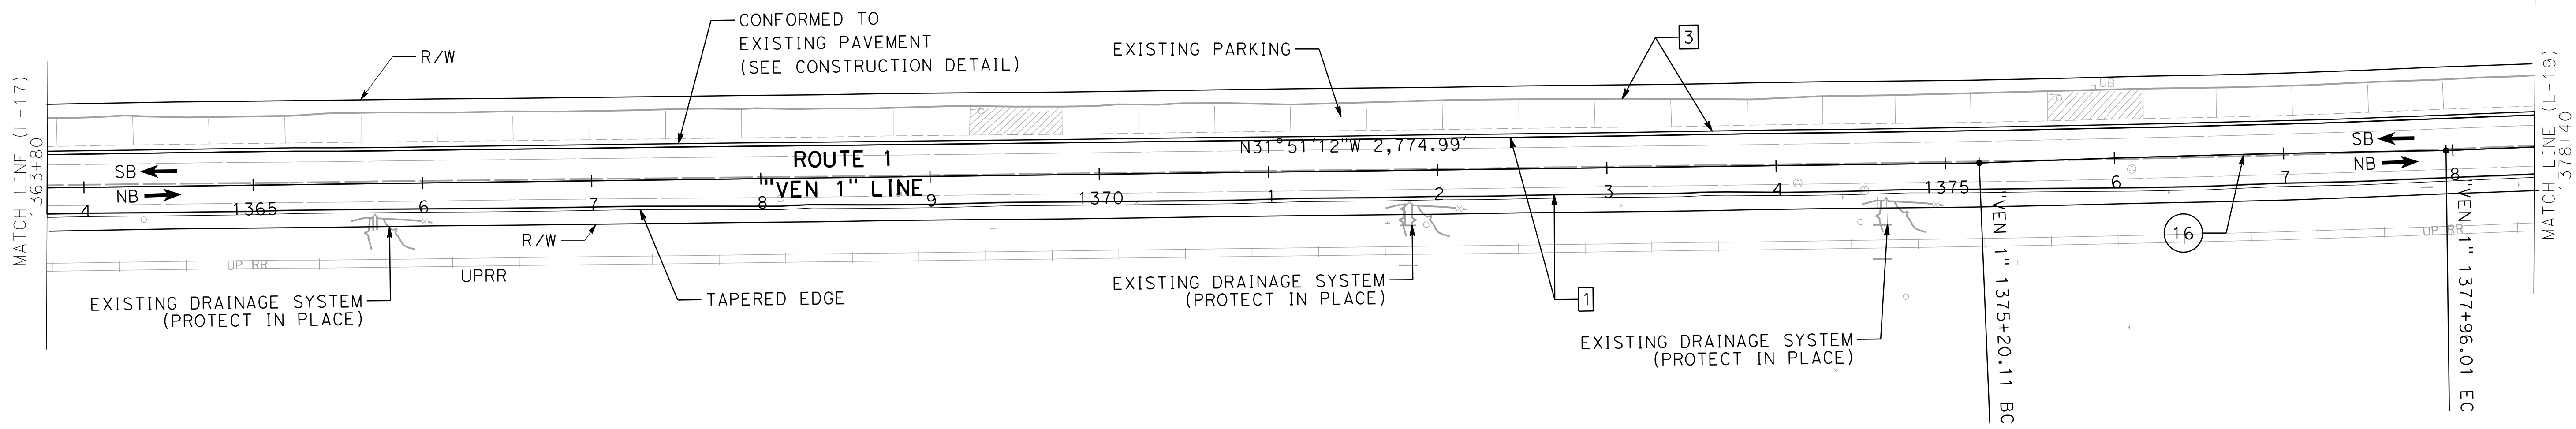 CONFORMED TO
EXISTING PAVEMENT
(SEE CONSTRUCTION DETAIL)
R/W
EXISTING PARKING
3
UB
MATCH LINE (L-17)
1363+80
MATCH LINE (L-19)
1378+40
SB
NB
ROUTE 1
"VEN 1" LINE
N31°51'12"W 2,774.99'
SB
NB
4
1365
6
7
8
9
1370
1
2
3
4
1375
6
7
8
R/W
UP RR
UPRR
UP RR
16
EXISTING DRAINAGE SYSTEM
(PROTECT IN PLACE)
TAPERED EDGE
EXISTING DRAINAGE SYSTEM
(PROTECT IN PLACE)
1
EXISTING DRAINAGE SYSTEM
(PROTECT IN PLACE)
"VEN 1" 1375+20.11 BC
"VEN 1" 1377+96.01 EC